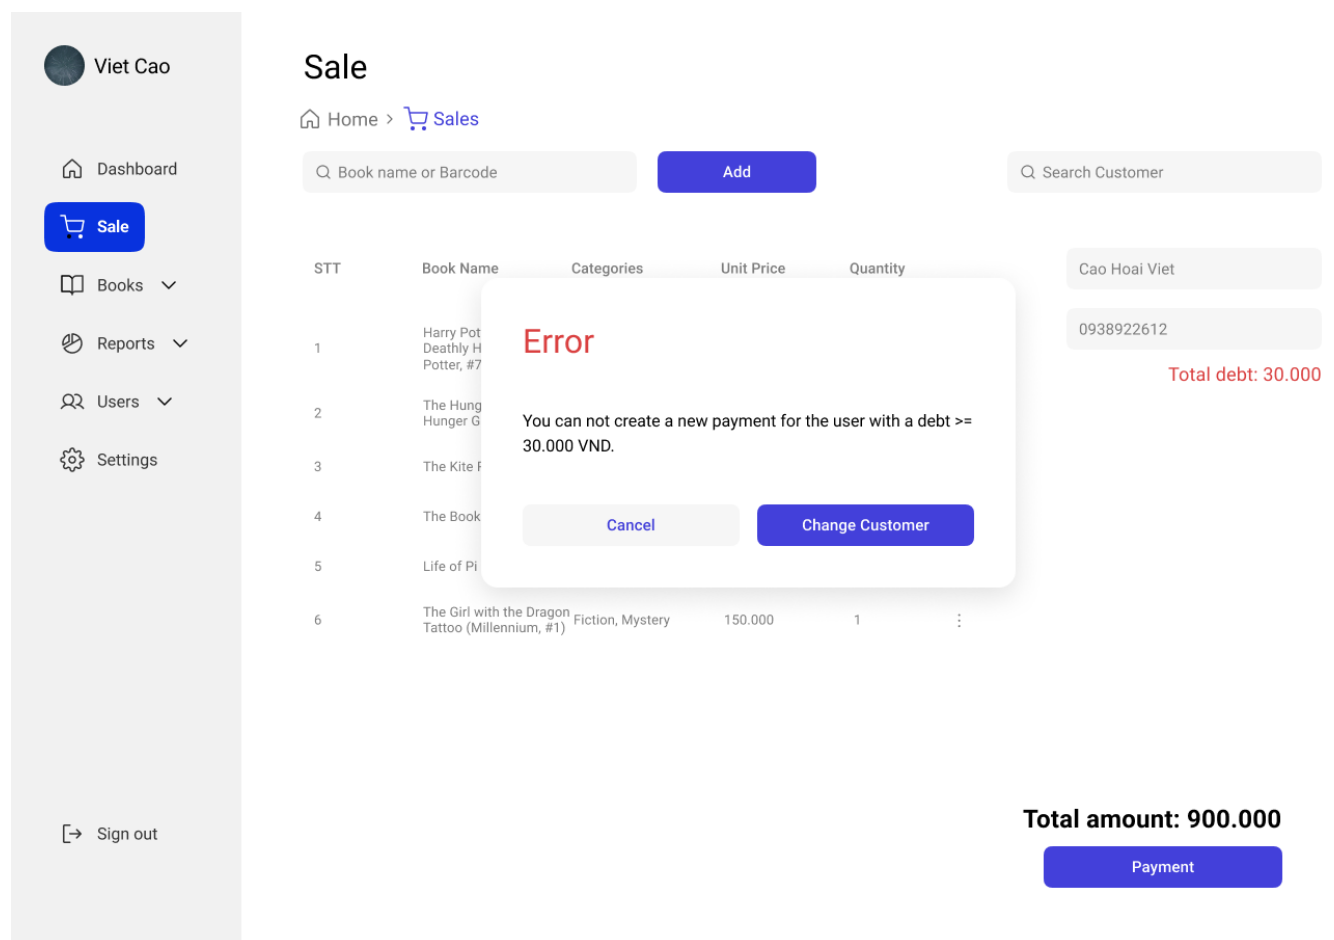 Viet Cao
Dashboard
Sale
Books
Reports
Users
Settings
Sign out
Sale
Home > Sales
Book name or Barcode
Add
Search Customer
STT Book Name Categories Unit Price Quantity
1 Harry Pot
Deathly H
Potter, #7
2 The Hung
Hunger G
3 The Kite
4 The Book
5 Life of Pi
6 The Girl with the Dragon
Tattoo (Millennium, #1) Fiction, Mystery 150.000 1
Error
You can not create a new payment for the user with a debt >=
30.000 VND.
Cancel
Change Customer
Cao Hoai Viet
0938922612
Total debt: 30.000
Total amount: 900.000
Payment